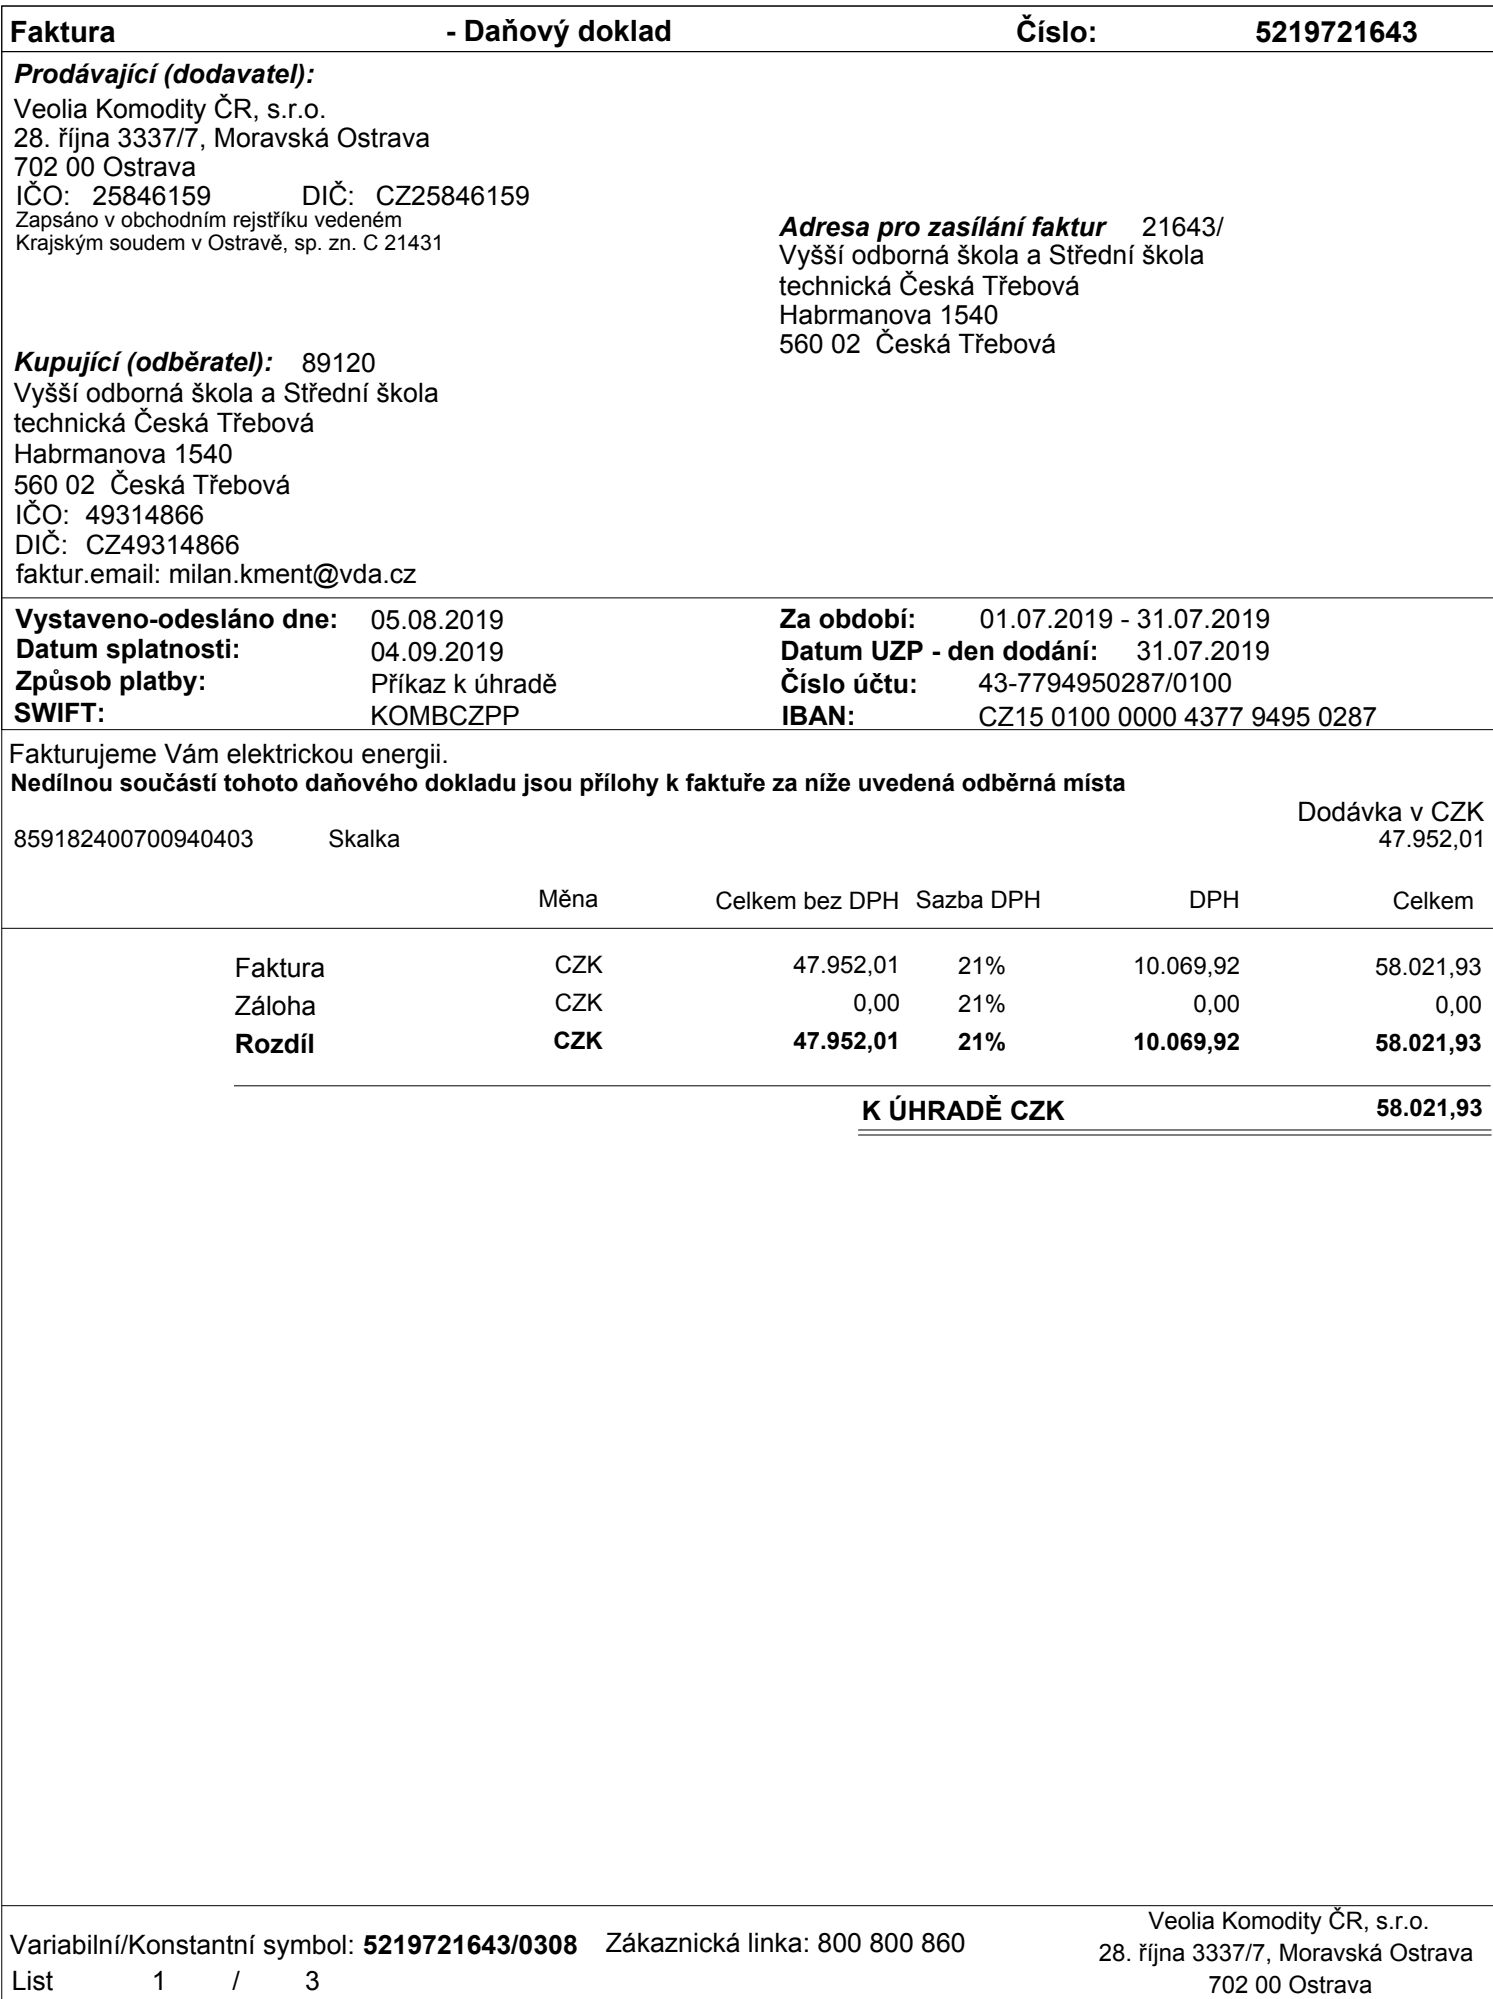 Faktura - Daňový doklad Číslo: 5219721643
Prodávající (dodavatel):
Veolia Komodity ČR, s.r.o.
28. října 3337/7, Moravská Ostrava
702 00 Ostrava
IČO: 25846159 DIČ: CZ25846159
Zapsáno v obchodním rejstříku vedeném
Krajským soudem v Ostravě, sp. zn. C 21431
Adresa pro zasílání faktur 21643/
Vyšší odborná škola a Střední škola
technická Česká Třebová
Habrmanova 1540
560 02 Česká Třebová
Kupující (odběratel): 89120
Vyšší odborná škola a Střední škola
technická Česká Třebová
Habrmanova 1540
560 02 Česká Třebová
IČO: 49314866
DIČ: CZ49314866
faktur.email: milan.kment@vda.cz
Vystaveno-odesláno dne: 05.08.2019 Za období: 01.07.2019 - 31.07.2019
Datum splatnosti: 04.09.2019 Datum UZP - den dodání: 31.07.2019
Způsob platby: Příkaz k úhradě Číslo účtu: 43-7794950287/0100
SWIFT: KOMBCZPP IBAN: CZ15 0100 0000 4377 9495 0287
Fakturujeme Vám elektrickou energii.
Nedílnou součástí tohoto daňového dokladu jsou přílohy k faktuře za níže uvedená odběrná místa
Dodávka v CZK
859182400700940403 Skalka 47.952,01
Měna Celkem bez DPH Sazba DPH DPH Celkem
Faktura CZK 47.952,01 21% 10.069,92 58.021,93
Záloha CZK 0,00 21% 0,00 0,00
Rozdíl CZK 47.952,01 21% 10.069,92 58.021,93
K ÚHRADĚ CZK 58.021,93
Variabilní/Konstantní symbol: 5219721643/0308 Zákaznická linka: 800 800 860
List 1 / 3
Veolia Komodity ČR, s.r.o.
28. října 3337/7, Moravská Ostrava
702 00 Ostrava